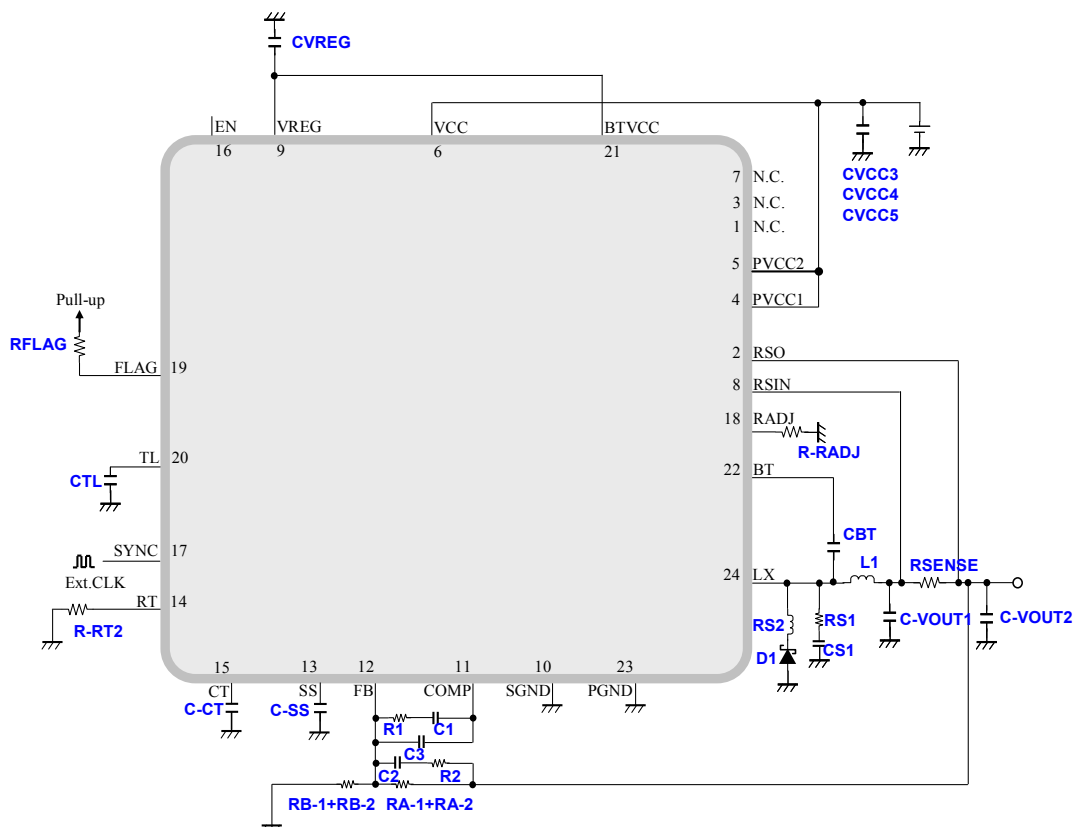 CVREG
EN
VREG
VCC
BTVCC
16
9
6
21
CVCC3
CVCC4
CVCC5
7 N.C.
3 N.C.
1 N.C.
5 PVCC2
4 PVCC1
Pull-up
RFLAG
FLAG 19
2 RSO
8 RSIN
18 RADJ
R-RADJ
TL 20
CTL
22 BT
CBT
SYNC 17
Ext.CLK
L1
RSENSE
24 LX
RT 14
R-RT2
RS2
RS1
C-VOUT1
C-VOUT2
D1
CS1
15
13
12
11
10
23
CT
SS
FB
COMP
SGND
PGND
C-CT
C-SS
R1
C1
C3
C2
R2
RB-1+RB-2
RA-1+RA-2